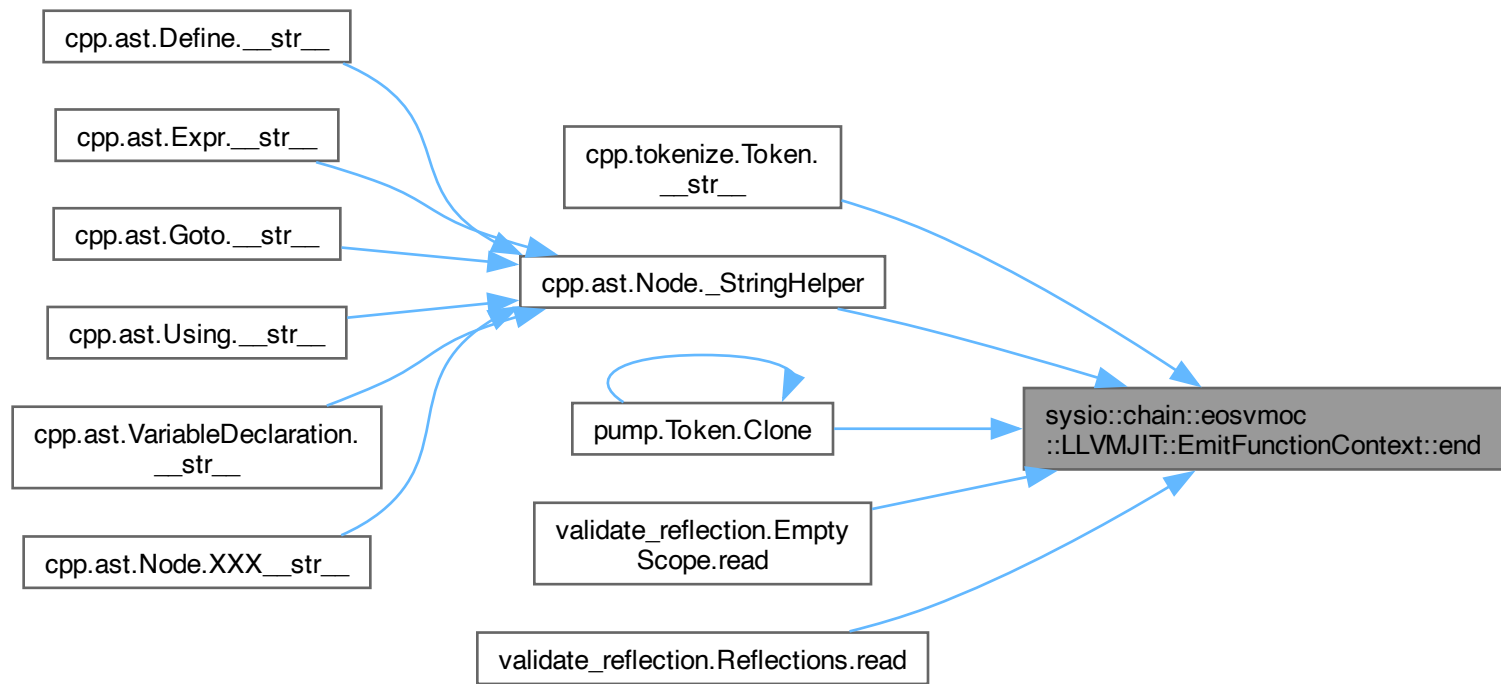 cpp.ast.Define.__str__
cpp.ast.Expr.__str__
cpp.ast.Goto.__str__
cpp.ast.Using.__str__
cpp.ast.VariableDeclaration.
__str__
cpp.ast.Node.XXX__str__
cpp.tokenize.Token.
__str__
cpp.ast.Node._StringHelper
pump.Token.Clone
validate_reflection.Empty
Scope.read
validate_reflection.Reflections.read
sysio::chain::eosvmoc
::LLVMJIT::EmitFunctionContext::end